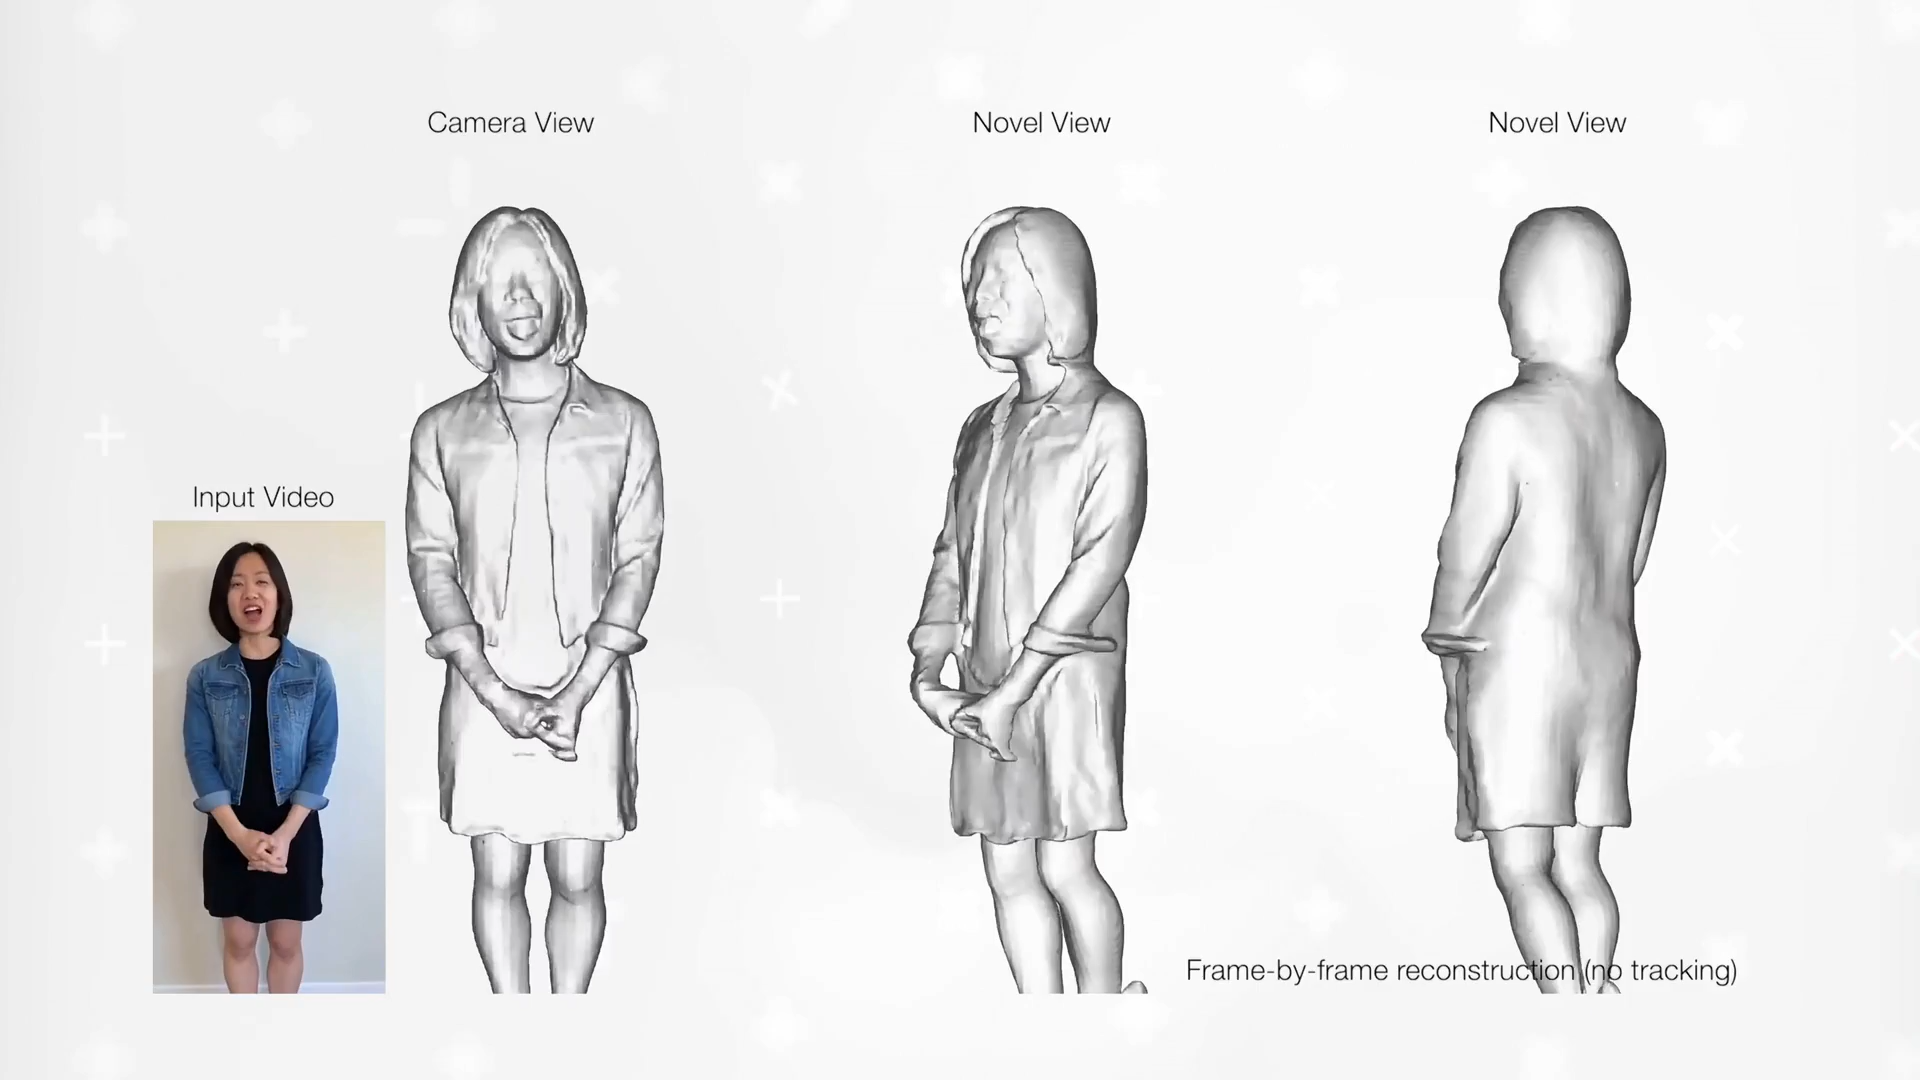 Camera View
Novel View
Novel View
Input Video
Frame-by-frame reconstruction (no tracking)